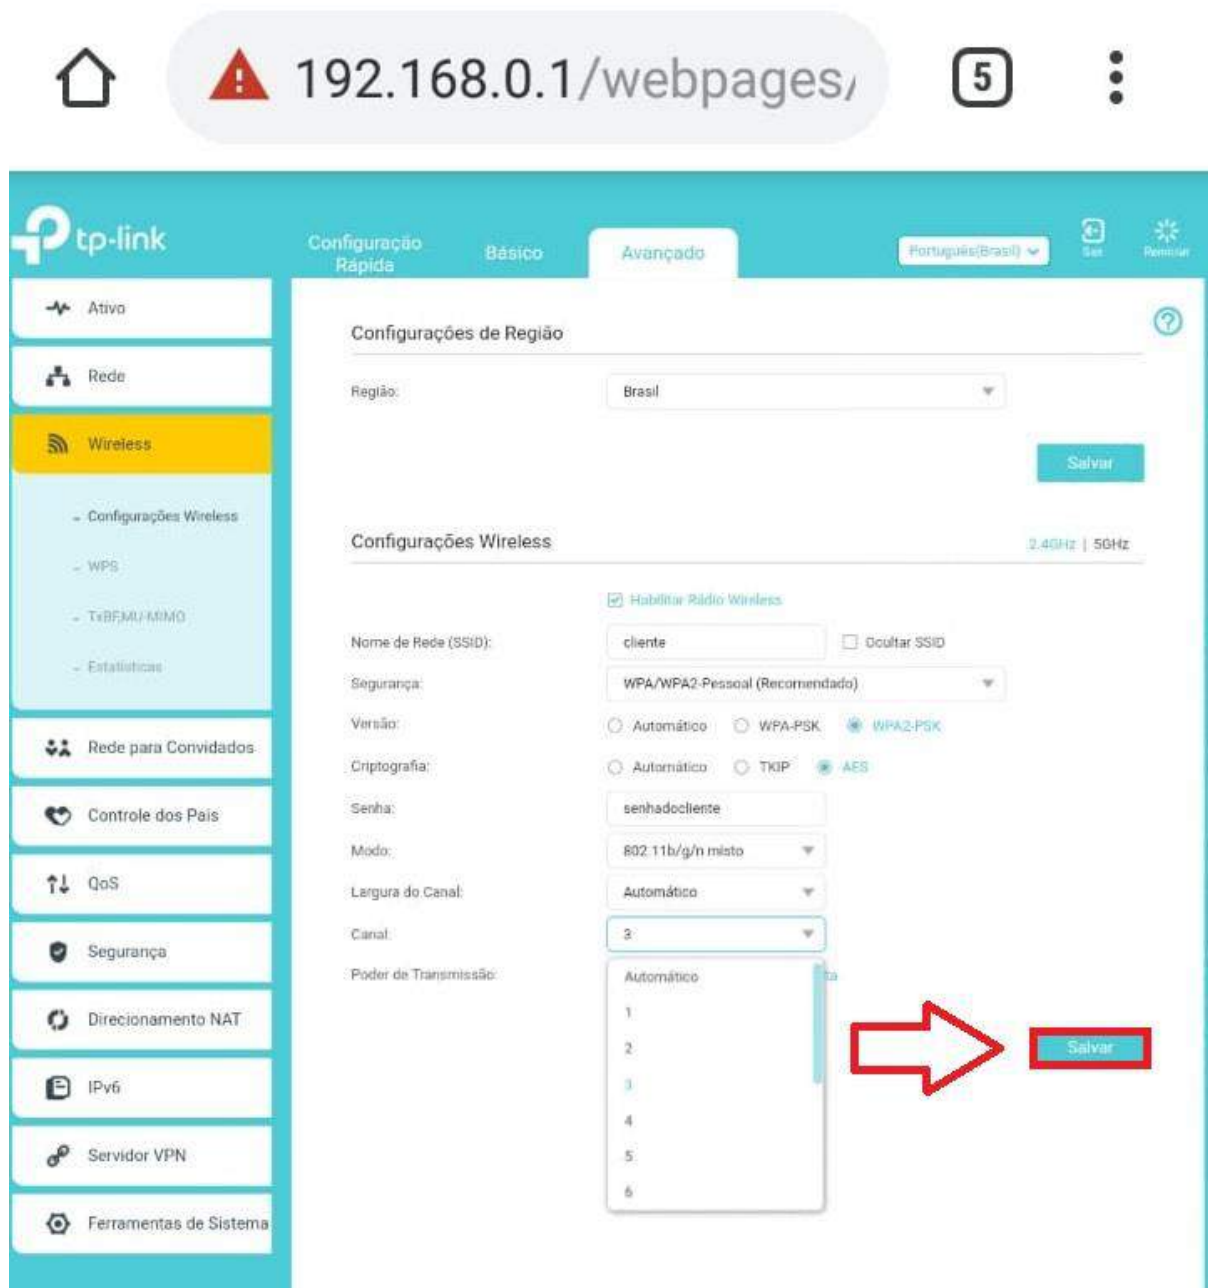 192.168.0.1/webpages/
5
tp-link
Configuração
Rápida
Básico
Avançado
Português(Brasil)
Sair
Reiniciar
Ativo
Rede
Wireless
Configurações Wireless
WPS
TxBF,MU-MIMO
Estatísticas
Rede para Convidados
Controle dos Pais
QoS
Segurança
Direcionamento NAT
IPv6
Servidor VPN
Ferramentas de Sistema
Configurações de Região
Região:
Brasil
Salvar
Configurações Wireless
2.4GHz | 5GHz
Habilitar Rádio Wireless
Nome de Rede (SSID):
cliente
Ocultar SSID
Segurança:
WPA/WPA2-Pessoal (Recomendado)
Versão:
Automático
WPA-PSK
WPA2-PSK
Criptografia:
Automático
TKIP
AES
Senha:
senhadocliente
Modo:
802.11b/g/n misto
Largura do Canal:
Automático
Canal:
3
Poder de Transmissão:
ta
Automático
1
2
3
4
5
6
Salvar